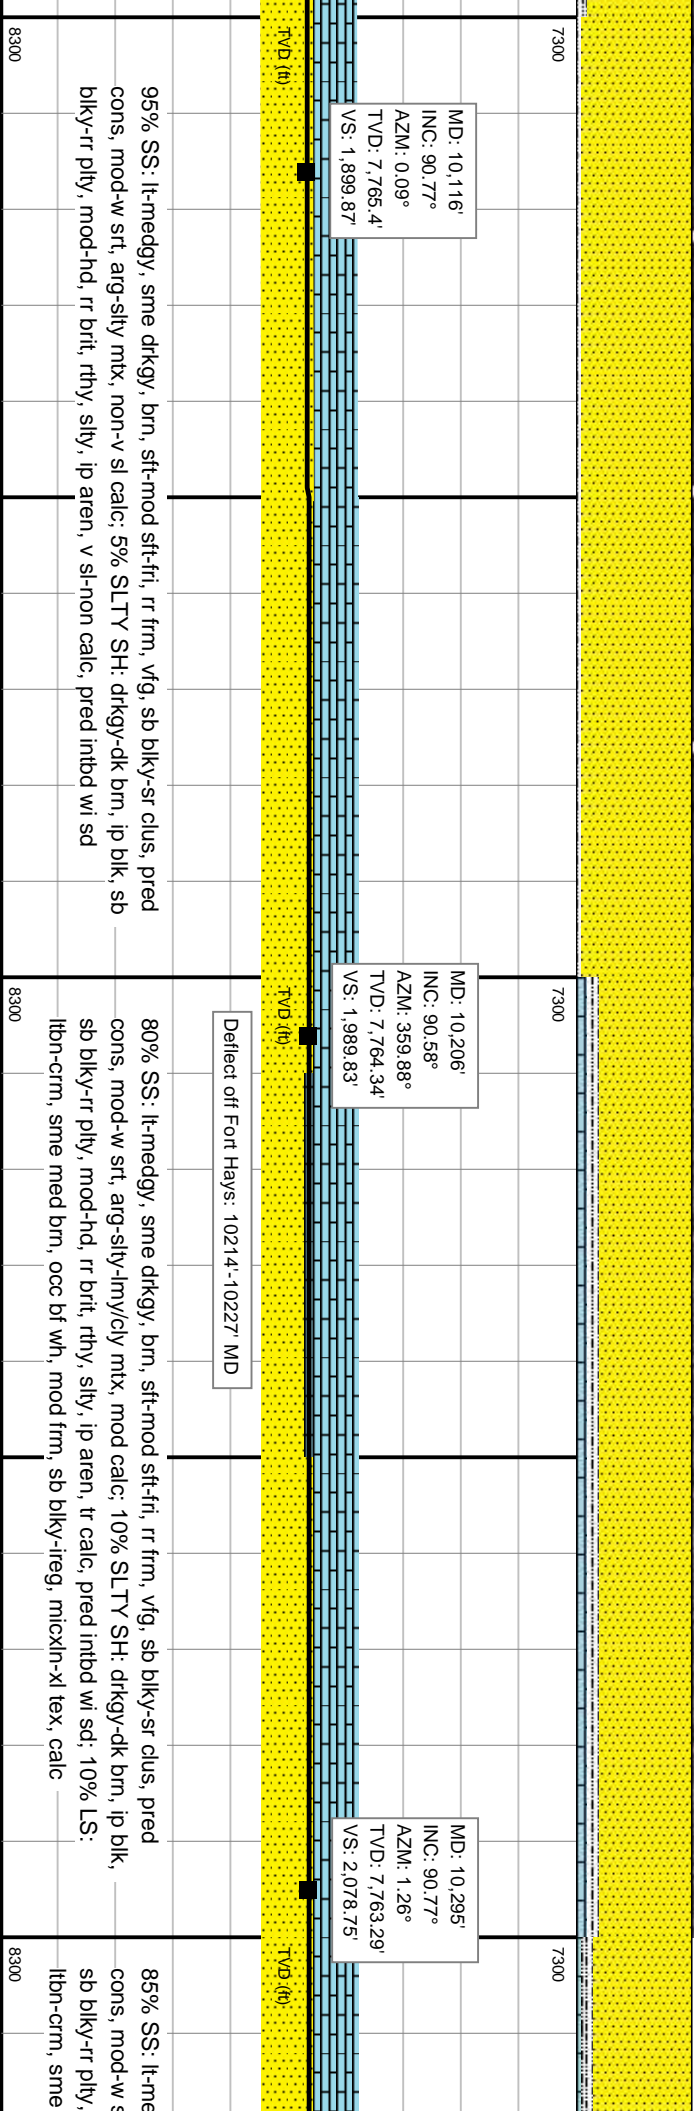 7300
TVD (ft)
8300
MD: 10,116'
INC: 90.77°
AZM: 0.09°
TVD: 7,765.4'
VS: 1,899.87'
95% SS: lt-medgy, sme drkgy, brn, sft-mod sft-fri, rr frm, vfg, sb blky-sr clus, pred
cons, mod-w srt, arg-slty mtx, non-v sl calc; 5% SLTY SH: drkgy-dk brn, ip blk, sb
blky-rr plty, mod-hd, rr brit, rthy, slty, ip aren, v sl-non calc, pred intbd wi sd
7300
TVD (ft)
8300
MD: 10,206'
INC: 90.58°
AZM: 359.88°
TVD: 7,764.34'
VS: 1,989.83'
Deflect off Fort Hays: 10214'-10227' MD
80% SS: lt-medgy, sme drkgy, brn, sft-mod sft-fri, rr frm, vfg, sb blky-sr clus, pred
cons, mod-w srt, arg-slty-lmy/cly mtx, mod calc; 10% SLTY SH: drkgy-dk brn, ip blk,
sb blky-rr plty, mod-hd, rr brit, rthy, slty, ip aren, tr calc, pred intbd wi sd; 10% LS:
ltbn-crm, sme med brn, occ bf wh, mod frm, sb blky-ireg, micxln-xl tex, calc
MD: 10,295'
INC: 90.77°
AZM: 1.26°
TVD: 7,763.29'
VS: 2,078.75'
7300
TVD (ft)
8300
85% SS: lt-me
cons, mod-w s
sb blky-rr plty,
ltbn-crm, sme